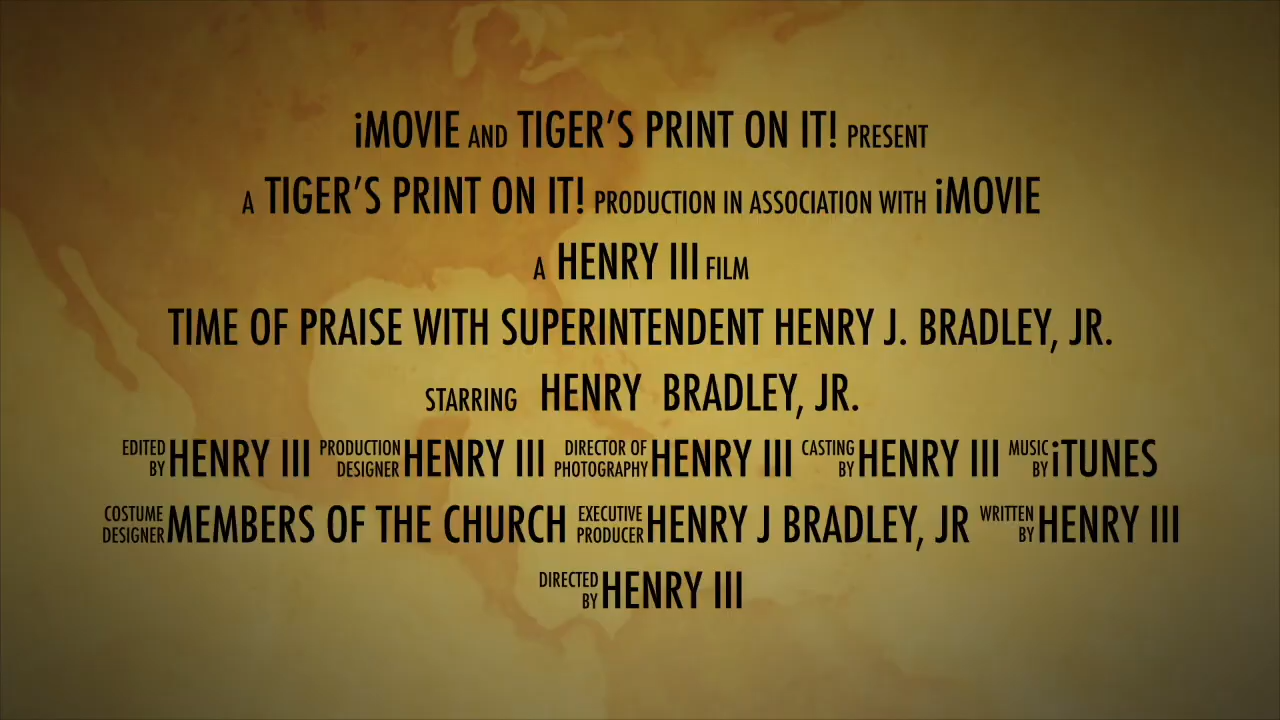 iMOVIE AND TIGER'S PRINT ON IT! PRESENT
A TIGER'S PRINT ON IT! PRODUCTION IN ASSOCIATION WITH iMOVIE
A HENRY III FILM
TIME OF PRAISE WITH SUPERINTENDENT HENRY J. BRADLEY, JR.
STARRING HENRY BRADLEY, JR.
EDITED BY HENRY III PRODUCTION DESIGNER HENRY III DIRECTOR OF PHOTOGRAPHY HENRY III CASTING BY HENRY III MUSIC BY iTUNES
COSTUME DESIGNER MEMBERS OF THE CHURCH EXECUTIVE PRODUCER HENRY J BRADLEY, JR WRITTEN BY HENRY III
DIRECTED BY HENRY III